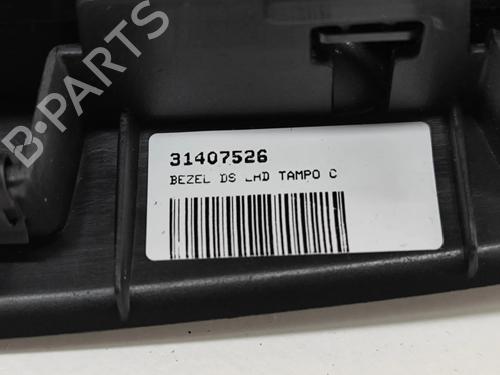 B-PARTS
31407526
BEZEL DS LHD TAMPO C